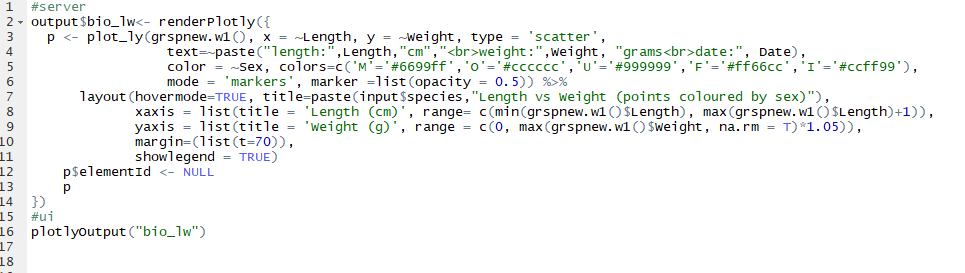 1 #server
2 output$bio_lw<- renderPlotly({
3 p <- plot_ly(grspnew.w1(), x = ~Length, y = ~Weight, type = 'scatter',
4 text=~paste("length:",Length,"cm","<br>weight:",Weight, "grams<br>date:", Date),
5 color = ~Sex, colors=c('M'='#6699ff','O'='#cccccc','U'='#999999','F'='#ff66cc','I'='#ccff99'),
6 mode = 'markers', marker =list(opacity = 0.5)) %>%
7 layout(hovermode=TRUE, title=paste(input$species,"Length vs Weight (points coloured by sex)"),
8 xaxis = list(title = 'Length (cm)', range= c(min(grspnew.w1()$Length), max(grspnew.w1()$Length)+1)),
9 yaxis = list(title = 'Weight (g)', range = c(0, max(grspnew.w1()$Weight, na.rm = T)*1.05)),
10 margin=(list(t=70)),
11 showlegend = TRUE)
12 p$elementId <- NULL
13 p
14 })
15 #ui
16 plotlyOutput("bio_lw")
17
18